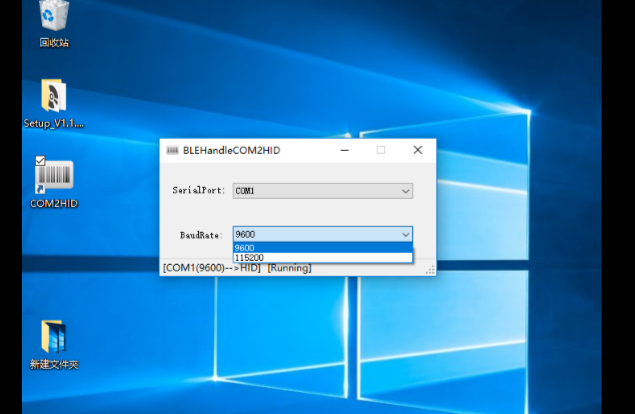 回收站
Setup_V1.1....
COM2HID
新建文件夹
BLEHandleCOM2HID
SerialPort: COM1
BaudRate: 9600
9600
115200
[COM1(9600)-->HID] [Running]